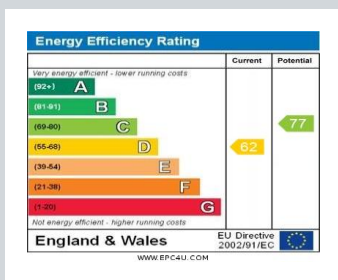 Energy Efficiency Rating
Current Potential
Very energy efficient - lower running costs
(92+) A
(81-91) B
(69-80) C
77
(55-68) D
62
(39-54) E
(21-38) F
(1-20) G
Not energy efficient - higher running costs
England & Wales
EU Directive
2002/91/EC
WWW.EPC4U.COM